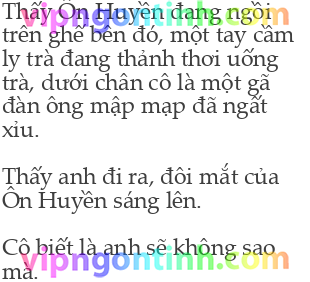 Thấy Ôn Huyền đang ngồi
trên ghế bên đó, một tay cầm
ly trà đang thảnh thơi uống
trà, dưới chân cô là một gã
đàn ông mập mạp đã ngất
xỉu.
Thấy anh đi ra, đôi mắt của
Ôn Huyền sáng lên.
Cô biết là anh sẽ không sao
mà.
vipngontinh.com
vipngontinh.com